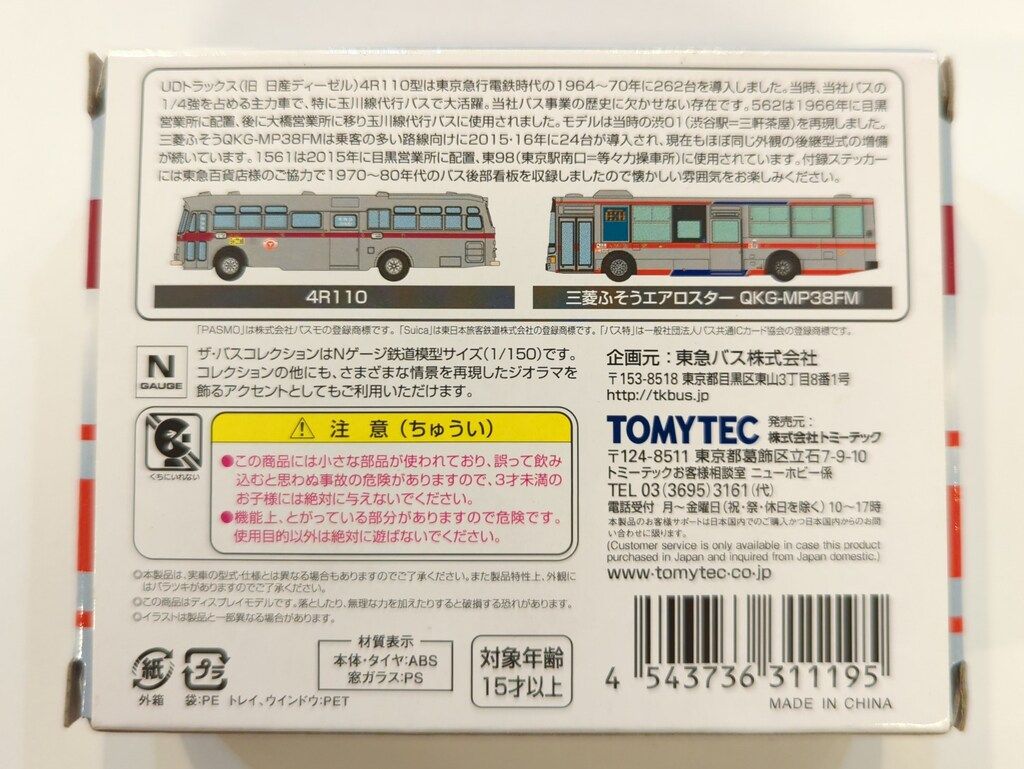 UDトラックス(旧 日産ディーゼル)4R110型は東京急行電鉄時代の1964~70年に262台を導入しました。当時、当社バスの
1/4強を占める主力車で、特に玉川線代行バスで大活躍。当社バス事業の歴史に欠かせない存在です。562は1966年に目黒
営業所に配置、後に大橋営業所に移り玉川線代行バスに使用されました。モデルは当時の渋01(渋谷駅=三軒茶屋)を再現しました。
三菱ふそうQKG-MP38FMは乗客の多い路線向けに2015・16年に24台が導入され、現在もほぼ同じ外観の後継型式の増備
が続いています。1561は2015年に目黒営業所に配置、東98(東京駅南口=等々力操車所)に使用されています。付録ステッカー
には東急百貨店様のご協力で1970~80年代のバス後部看板を収録しましたので懐かしい雰囲気をお楽しみください。
4R110
三菱ふそうエアロスター QKG-MP38FM
「PASMO」は株式会社パスモの登録商標です。「Suica」は東日本旅客鉄道株式会社の登録商標です。「バス特」は一般社団法人バス共通ICカード協会の登録商標です。
N
GAUGE
ザ・バスコレクションはNゲージ鉄道模型サイズ(1/150)です。
コレクションの他にも、さまざまな情景を再現したジオラマを
飾るアクセントとしてもご利用いただけます。
くちにいれない
⚠ 注 意(ちゅうい)
●この商品には小さな部品が使われており、誤って飲み
込むと思わぬ事故の危険がありますので、3才未満の
お子様には絶対に与えないでください。
●機能上、とがっている部分がありますので危険です。
使用目的以外は絶対に遊ばないでください。
◎本製品は、実車の型式・仕様とは異なる場合もありますのでご了承ください。また製品特性上、外観に
はバラツキがありますのでご了承ください。
◎この商品はディスプレイモデルです。落としたり、無理な力を加えたりすると破損する恐れがあります。
◎イラストは製品と一部異なる場合があります。
紙
外箱
プラ
袋:PE トレイ、ウインドウ:PET
材質表示
本体・タイヤ:ABS
窓ガラス:PS
対象年齢
15才以上
企画元:東急バス株式会社
〒153-8518 東京都目黒区東山3丁目8番1号
http://tkbus.jp
TOMYTEC
発売元:
株式会社トミーテック
〒124-8511 東京都葛飾区立石7-9-10
トミーテックお客様相談室 ニューホビー係
TEL 03(3695)3161(代)
電話受付 月~金曜日(祝・祭・休日を除く)10~17時
本製品のお客様サポートは日本国内でのご購入かつ日本国内からのお問
い合わせに限ります。
(Customer service is only available in case this product
purchased in Japan and inquired from Japan domestic.)
www.tomytec.co.jp
4 543736 311195
MADE IN CHINA